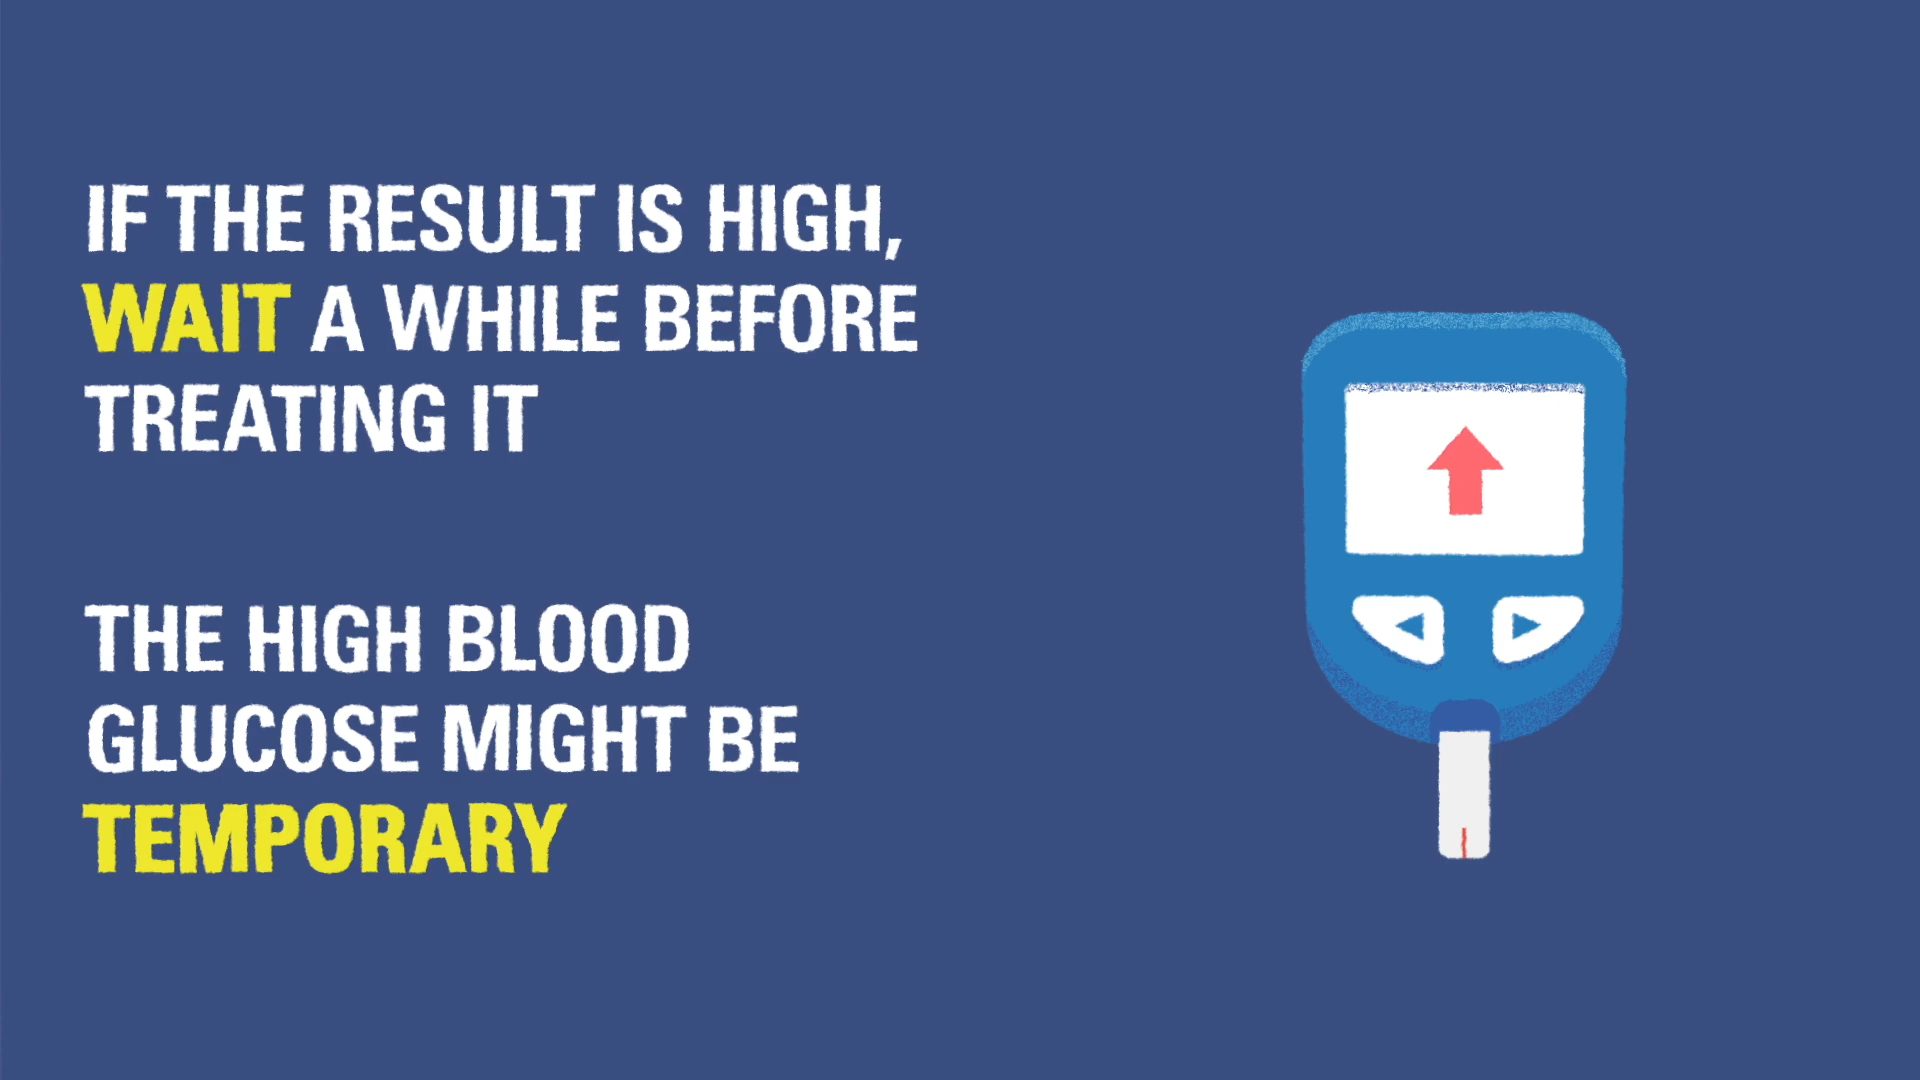 IF THE RESULT IS HIGH,
WAIT A WHILE BEFORE
TREATING IT
THE HIGH BLOOD
GLUCOSE MIGHT BE
TEMPORARY